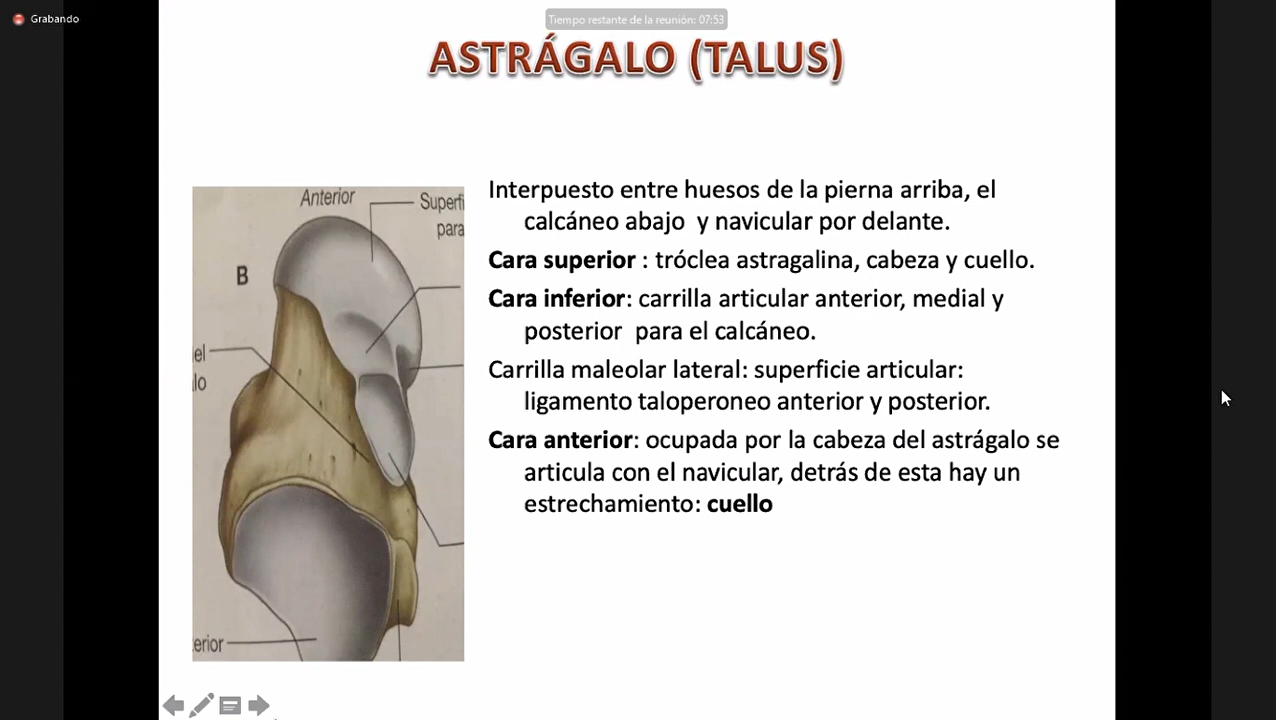 Grabando
Tiempo restante de la reunión: 07:53
ASTRÁGALO (TALUS)
Anterior
Superfi
para
B
el
lo
erior
Interpuesto entre huesos de la pierna arriba, el
calcáneo abajo y navicular por delante.
Cara superior : tróclea astragalina, cabeza y cuello.
Cara inferior: carrilla articular anterior, medial y
posterior para el calcáneo.
Carrilla maleolar lateral: superficie articular:
ligamento taloperoneo anterior y posterior.
Cara anterior: ocupada por la cabeza del astrágalo se
articula con el navicular, detrás de esta hay un
estrechamiento: cuello